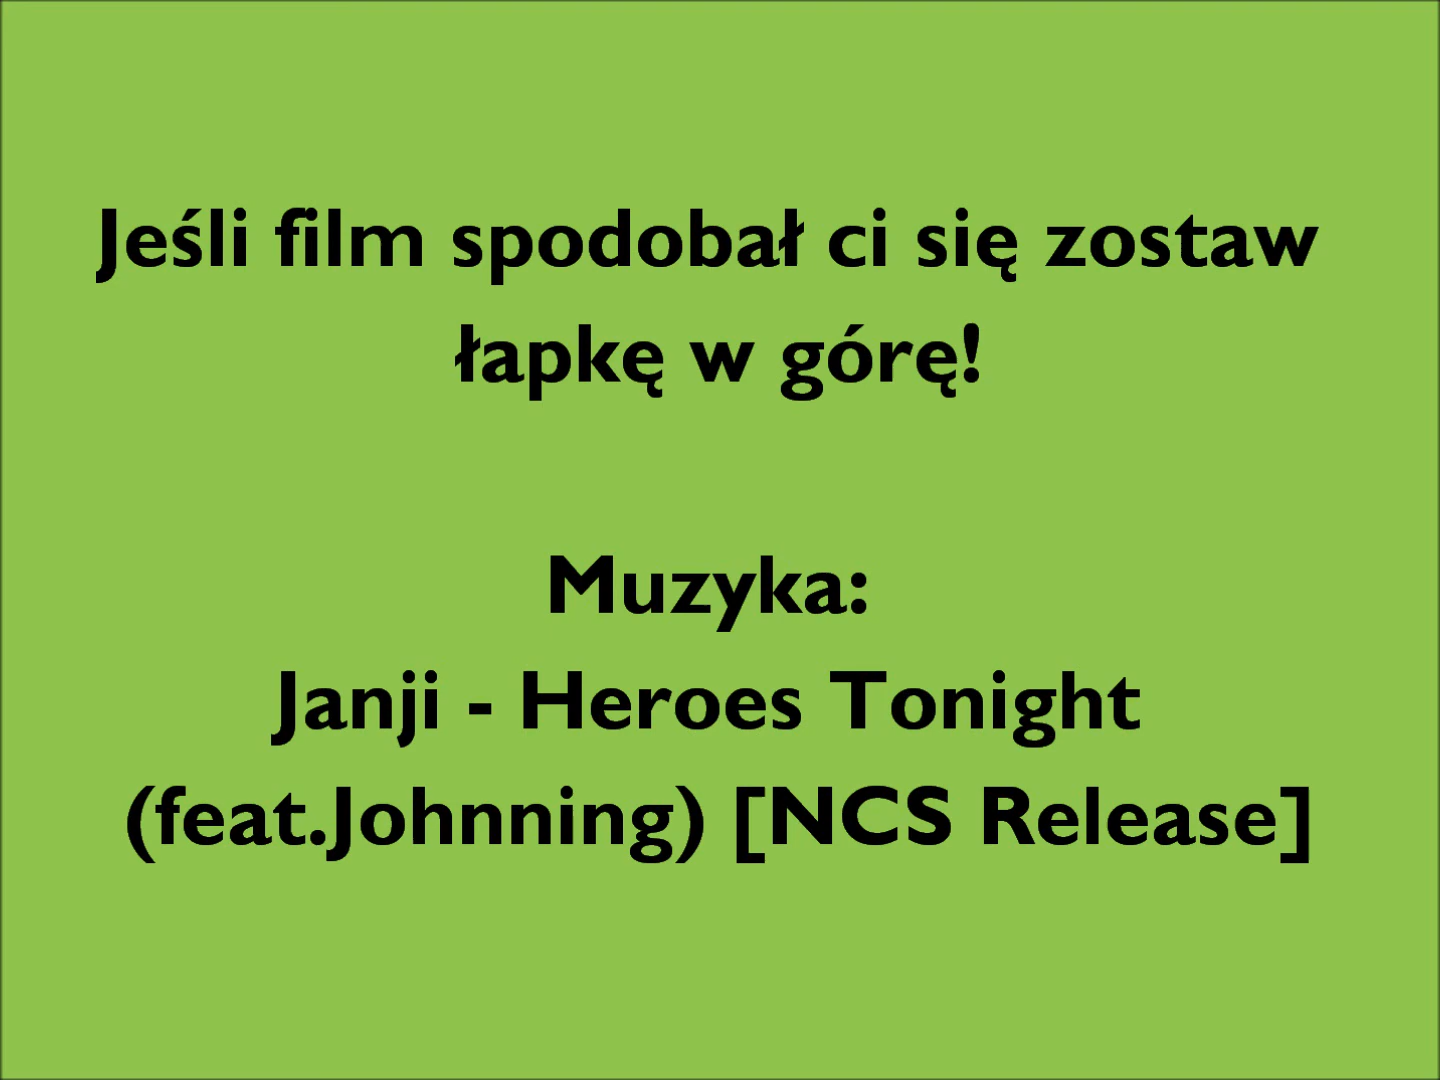 Jeśli film spodobał ci się zostaw
łapkę w górę!
Muzyka:
Janji - Heroes Tonight
(feat.Johnning) [NCS Release]